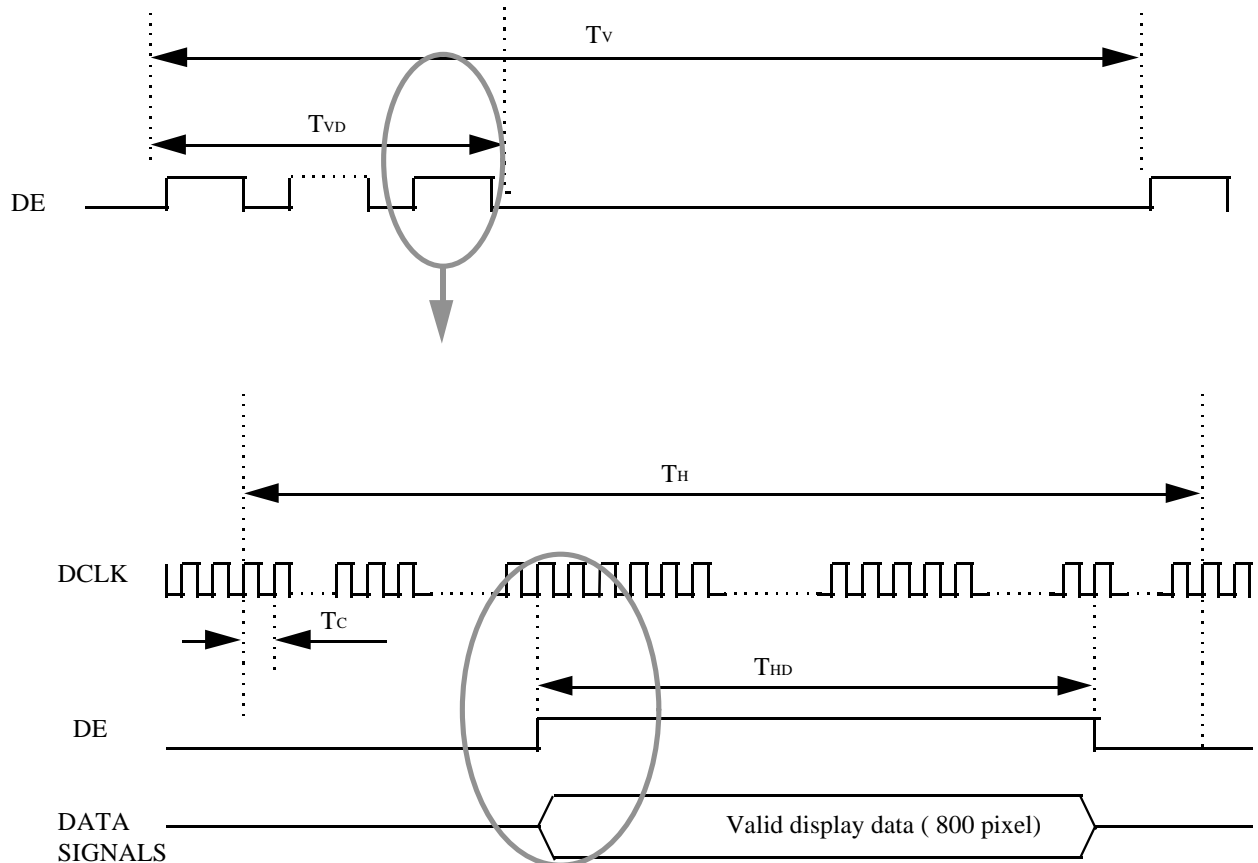 TV
TVD
DE
TH
DCLK
TC
THD
DE
DATA
SIGNALS
Valid display data ( 800 pixel)